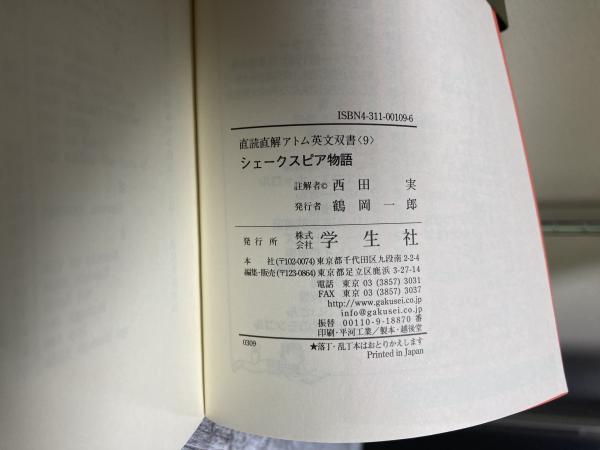 ISBN4-311-00109-6
直読直解アトム英文双書〈9〉
シェークスピア物語
註解者© 西田 実
発行者 鶴岡一郎
発行所 株式会社 学生社
本 社(〒102-0074)東京都千代田区九段南2-2-4
編集・販売(〒123-0864)東京都足立区鹿浜3-27-14
電話 東京 03 (3857) 3031
FAX 東京 03 (3857) 3037
http://www.gakusei.co.jp
info@gakusei.co.jp
振替 00110-9-18870 番
印刷・平河工業/製本・越後堂
0309
★落丁・乱丁本はおとりかえします
Printed in Japan